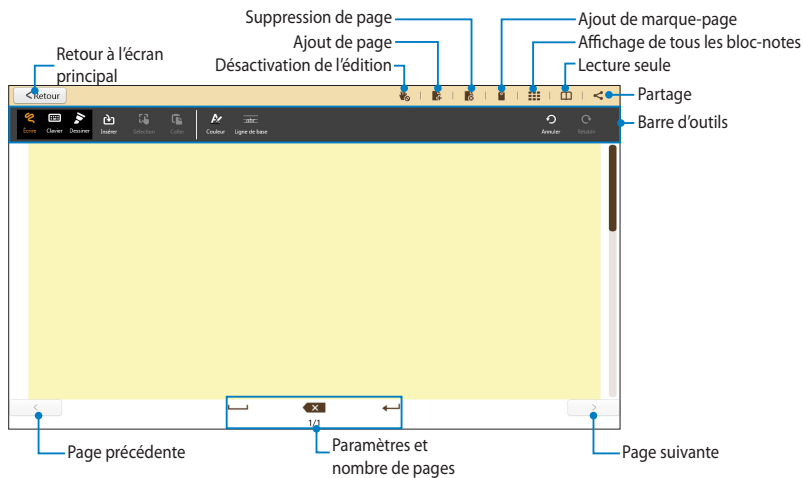 Suppression de page
Ajout de marque-page
Ajout de page
Affichage de tous les bloc-notes
Retour à l'écran
principal
Désactivation de l'édition
Lecture seule
<Retour
Partage
Écrire
Clavier
Dessiner
Insérer
Sélection
Coller
Couleur
Ligne de base
Annuler
Rétablir
Barre d'outils
1/1
Page précédente
Paramètres et
nombre de pages
Page suivante